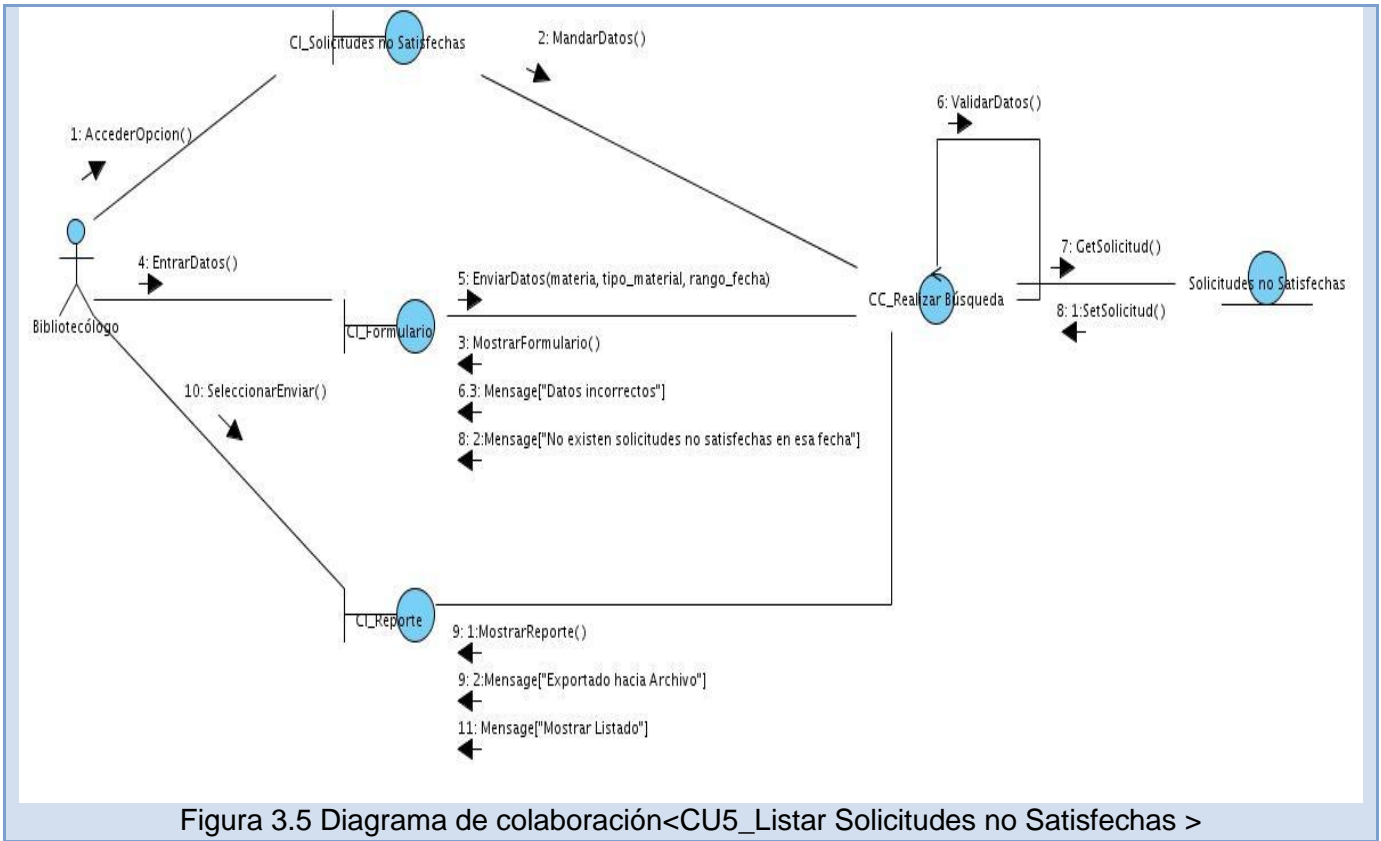 CI_Solicitudes no Satisfechas
2: MandarDatos()
6: ValidarDatos()
1: AccederOpcion()
4: EntrarDatos()
7: GetSolicitud()
5: EnviarDatos(materia, tipo_material, rango_fecha)
CC_Realizar Búsqueda
Solicitudes no Satisfechas
Bibliotecólogo
CI_Formulario
8: 1:SetSolicitud()
3: MostrarFormulario()
6.3: Mensage["Datos incorrectos"]
10: SeleccionarEnviar()
8: 2:Mensage["No existen solicitudes no satisfechas en esa fecha"]
CI_Reporte
9: 1:MostrarReporte()
9: 2:Mensage["Exportado hacia Archivo"]
11: Mensage["Mostrar Listado"]
Figura 3.5 Diagrama de colaboración<CU5_Listar Solicitudes no Satisfechas >